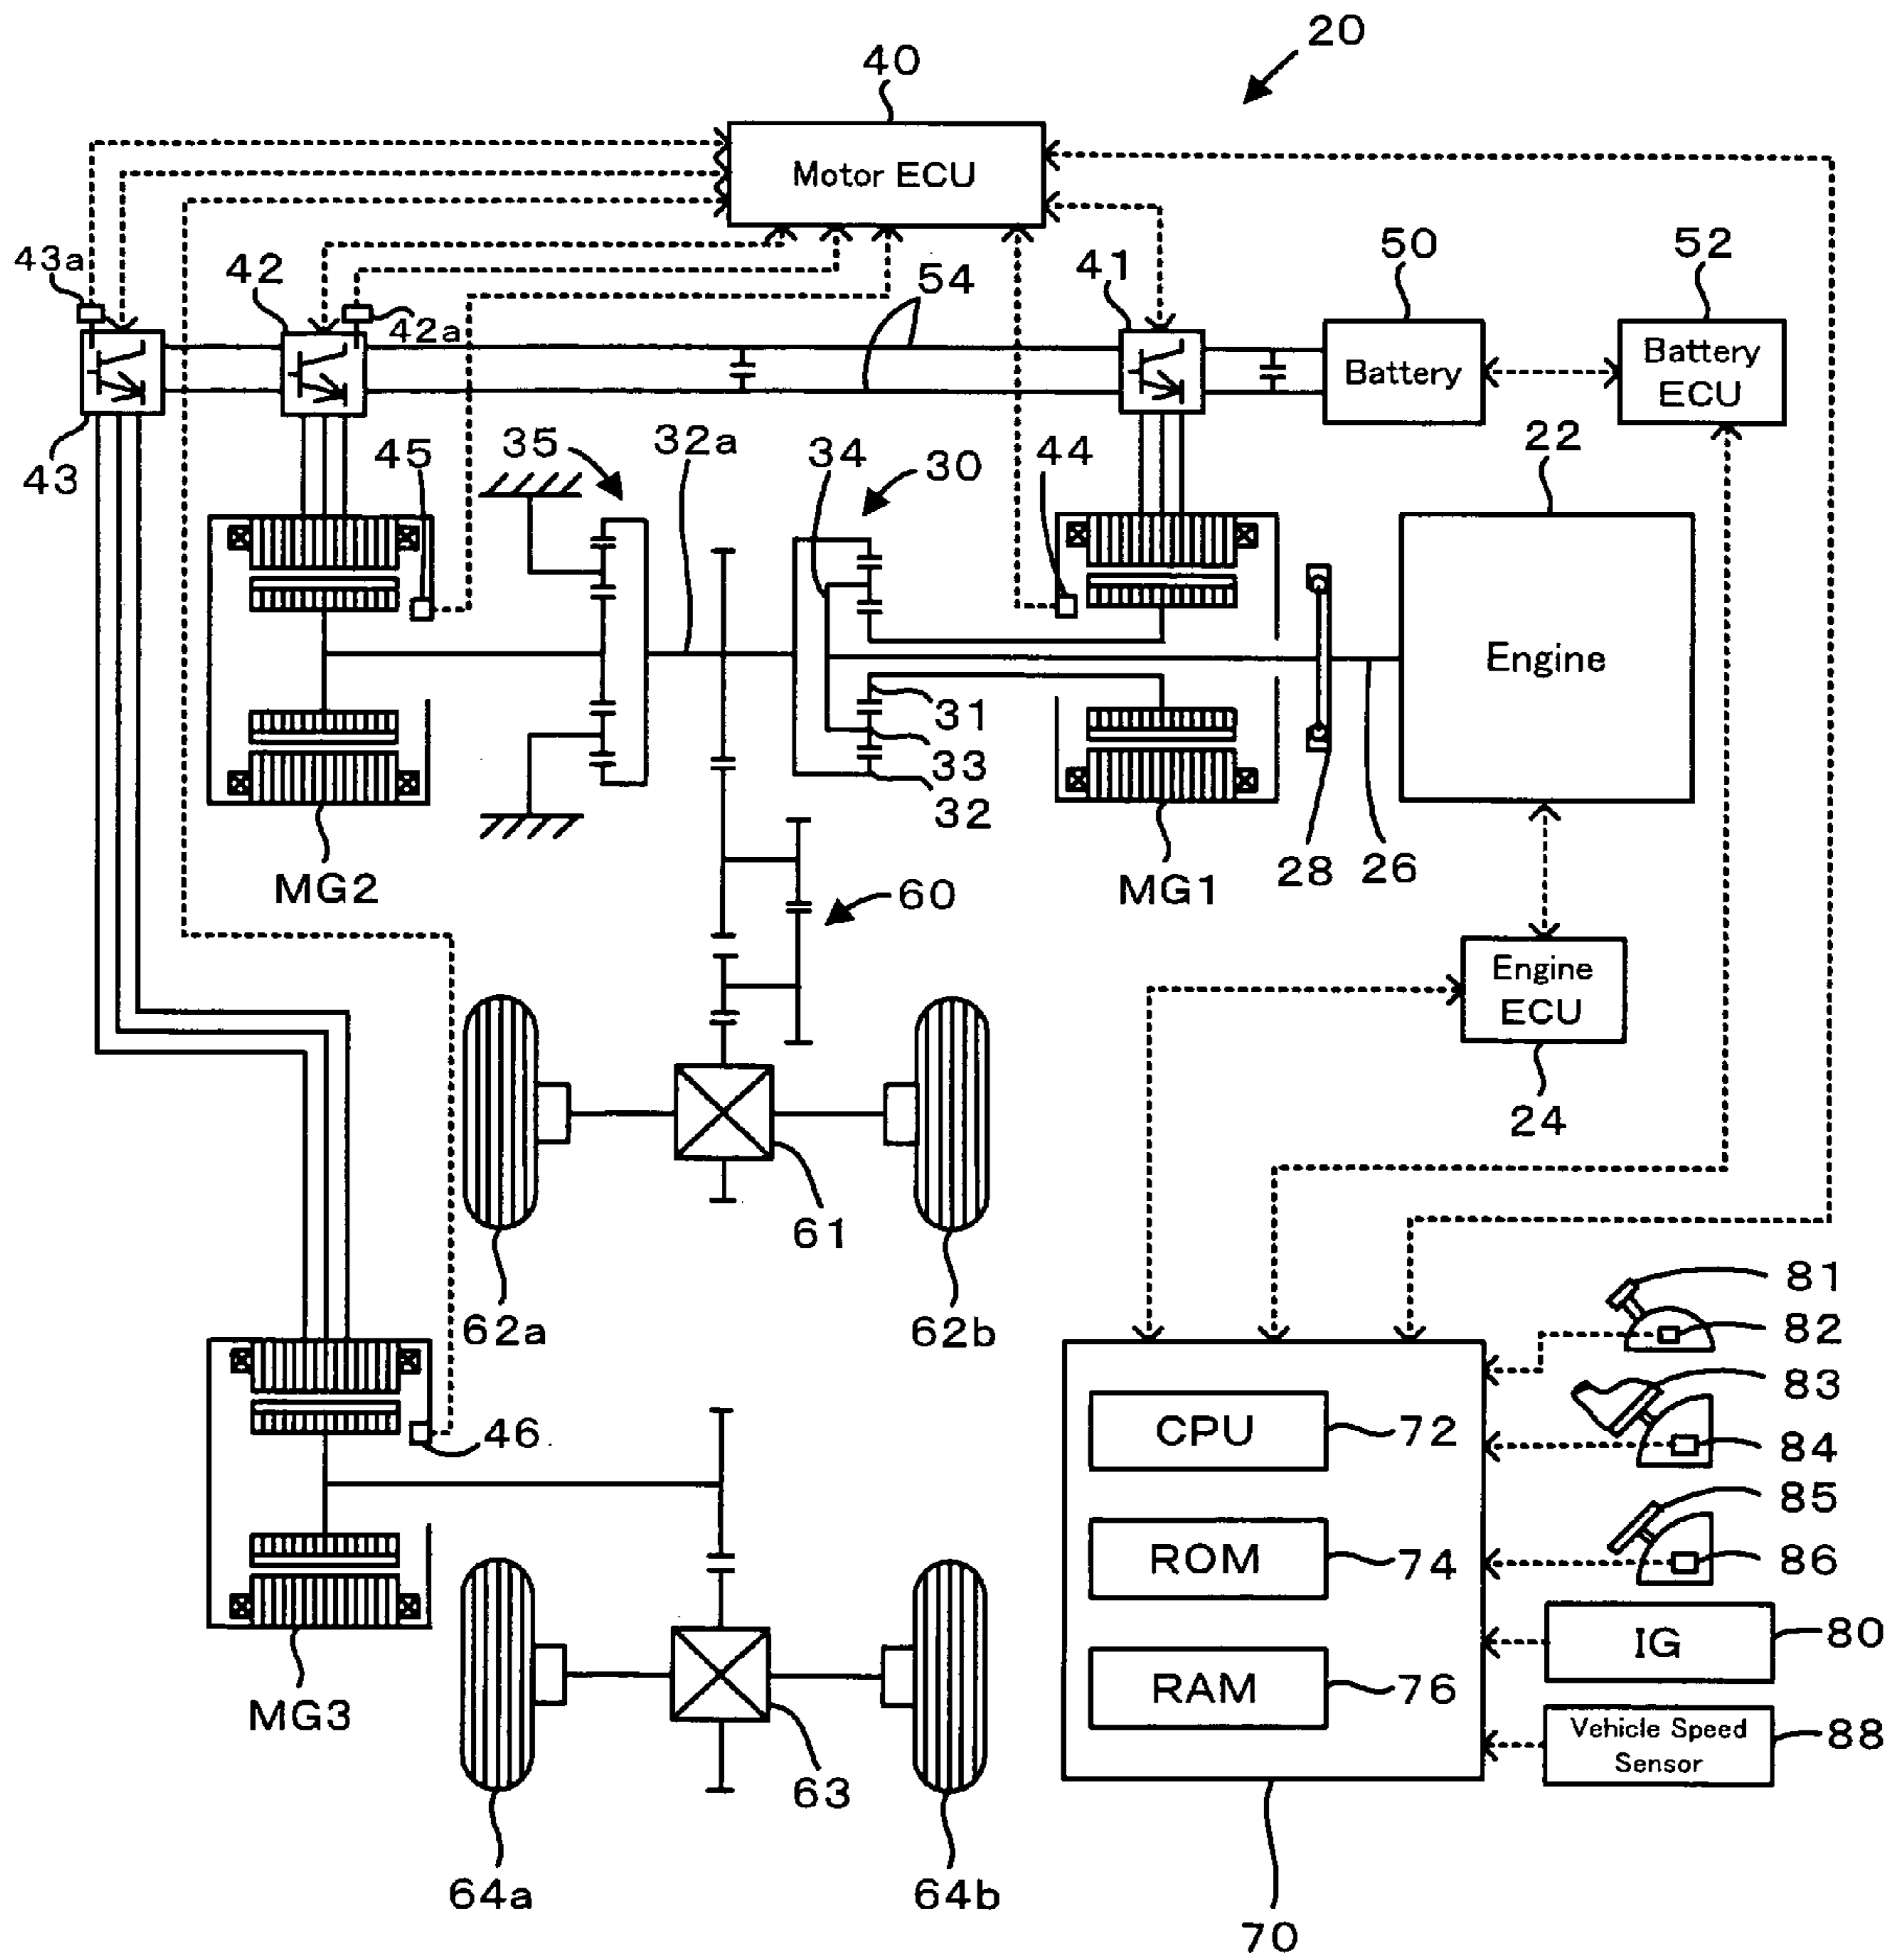 20
40
Motor ECU
43a
42
42a
54
41
50
52
Battery
Battery
ECU
43
45
35
32a
34
30
44
22
Engine
31
33
32
MG2
MG1
28
26
60
Engine
ECU
24
61
62a
62b
81
82
83
84
85
86
46
CPU
72
ROM
74
RAM
76
IG
80
Vehicle Speed
Sensor
88
MG3
63
64a
64b
70